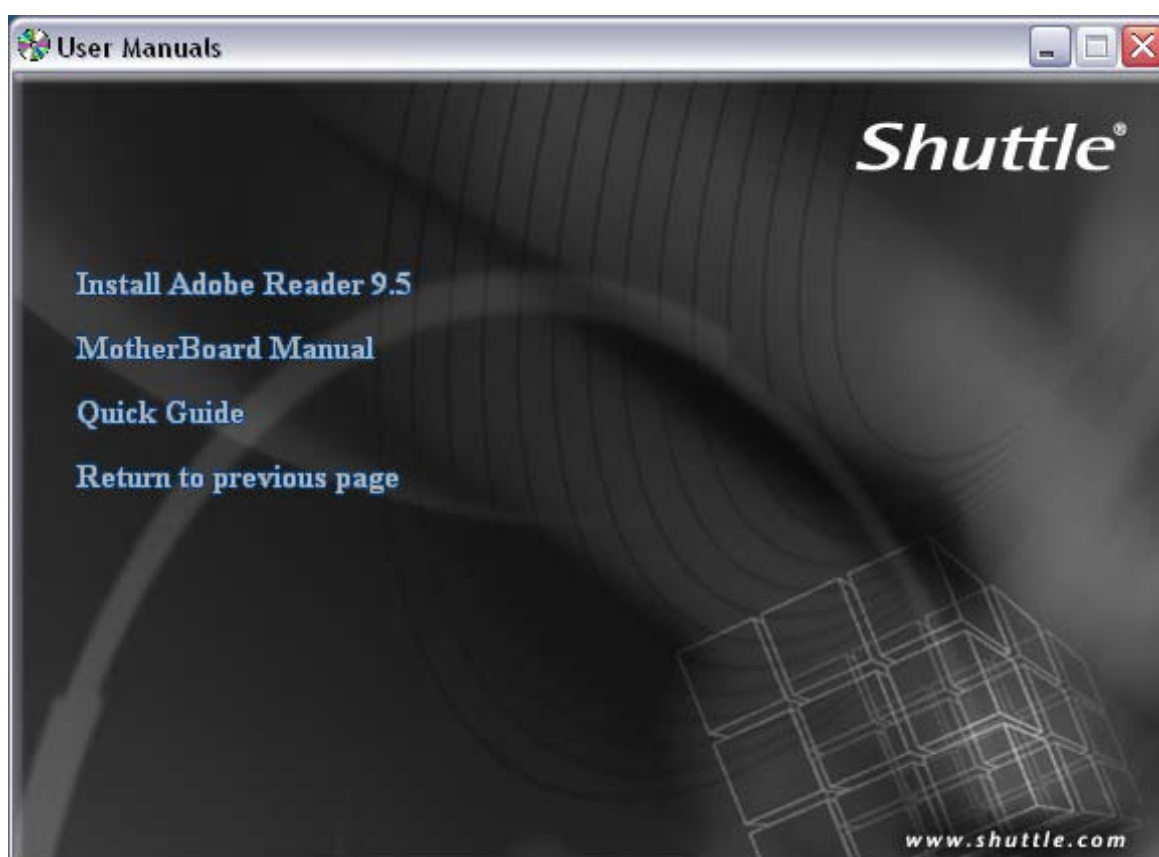 User Manuals
Shuttle®
Install Adobe Reader 9.5
MotherBoard Manual
Quick Guide
Return to previous page
www.shuttle.com